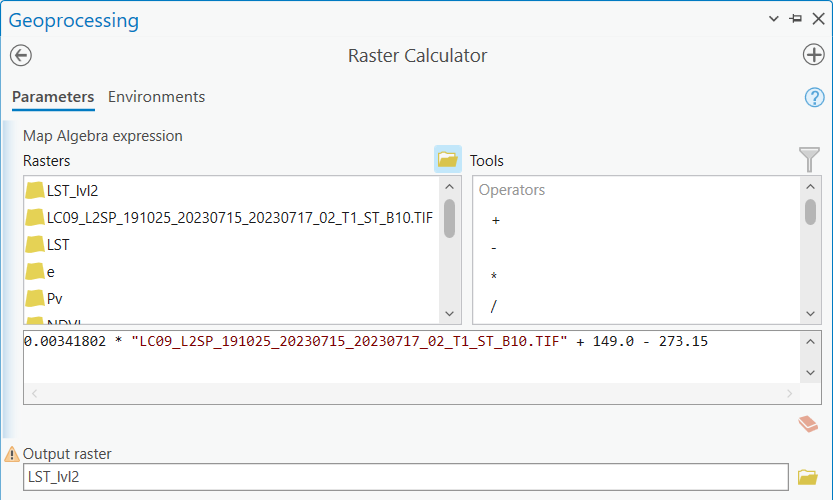 Geoprocessing
Raster Calculator
Parameters Environments
Map Algebra expression
Rasters
Tools
LST_lvl2
LC09_L2SP_191025_20230715_20230717_02_T1_ST_B10.TIF
LST
e
Pv
NDVI
Operators
+
-
*
/
0.00341802 * "LC09_L2SP_191025_20230715_20230717_02_T1_ST_B10.TIF" + 149.0 - 273.15
Output raster
LST_lvl2